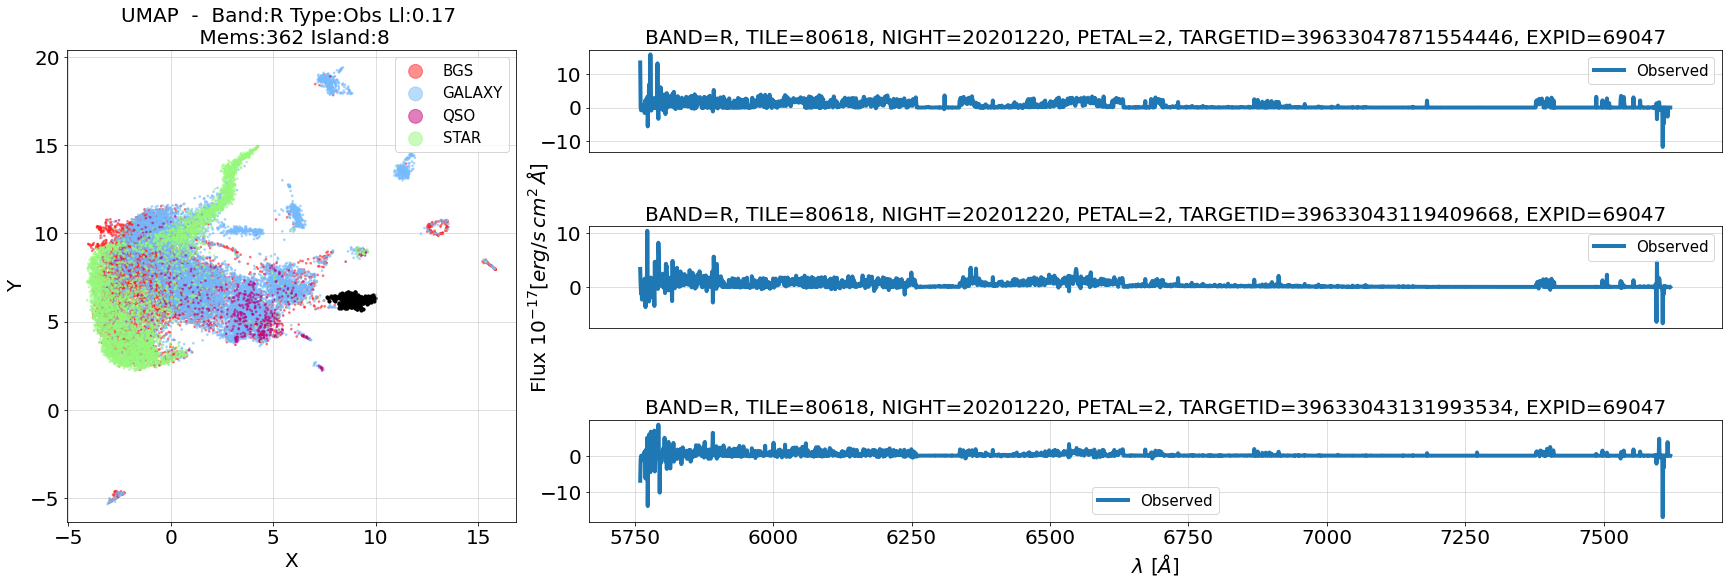 UMAP - Band:R Type:Obs Ll:0.17
Mems:362 Island:8
20
15
10
5
0
−5
Y
−5 0 5 10 15
X
BGS
GALAXY
QSO
STAR
Flux 10⁻¹⁷[erg/s cm² Å]
BAND=R, TILE=80618, NIGHT=20201220, PETAL=2, TARGETID=39633047871554446, EXPID=69047
10
0
−10
Observed
BAND=R, TILE=80618, NIGHT=20201220, PETAL=2, TARGETID=39633043119409668, EXPID=69047
10
0
Observed
BAND=R, TILE=80618, NIGHT=20201220, PETAL=2, TARGETID=39633043131993534, EXPID=69047
0
−10
Observed
5750 6000 6250 6500 6750 7000 7250 7500
λ [Å]